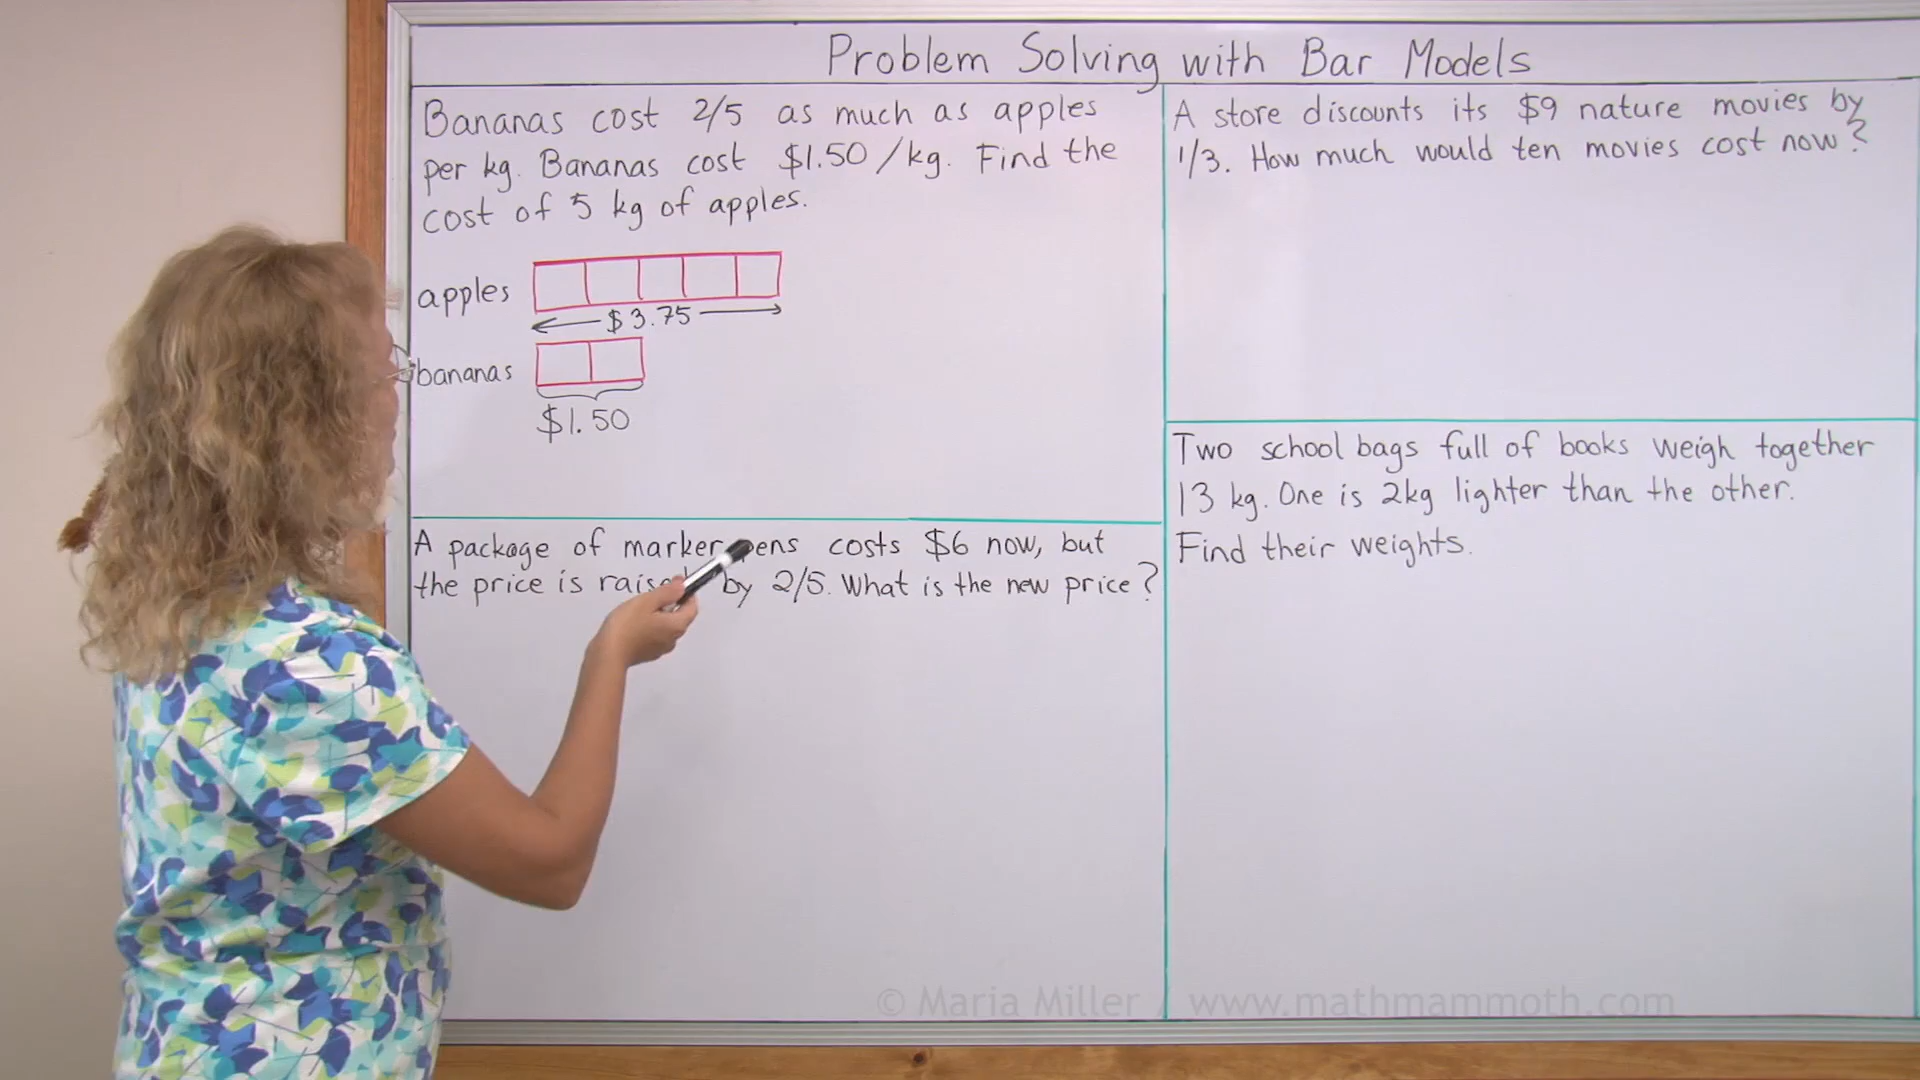 Problem Solving with Bar Models
Bananas cost 2/5 as much as apples
per kg. Bananas cost $1.50/kg. Find the
cost of 5 kg of apples.
apples
$3.75
bananas
$1.50
A package of marker pens costs $6 now, but
the price is raised by 2/5. What is the new price?
A store discounts its $9 nature movies by
1/3. How much would ten movies cost now?
Two school bags full of books weigh together
13 kg. One is 2kg lighter than the other.
Find their weights.
© Maria Miller / www.mathmammoth.com